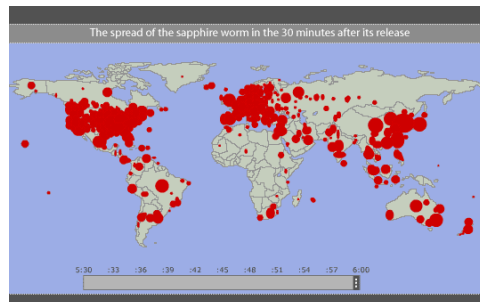 The spread of the sapphire worm in the 30 minutes after its release
5:30 :33 :36 :39 :42 :45 :48 :51 :54 :57 6:00